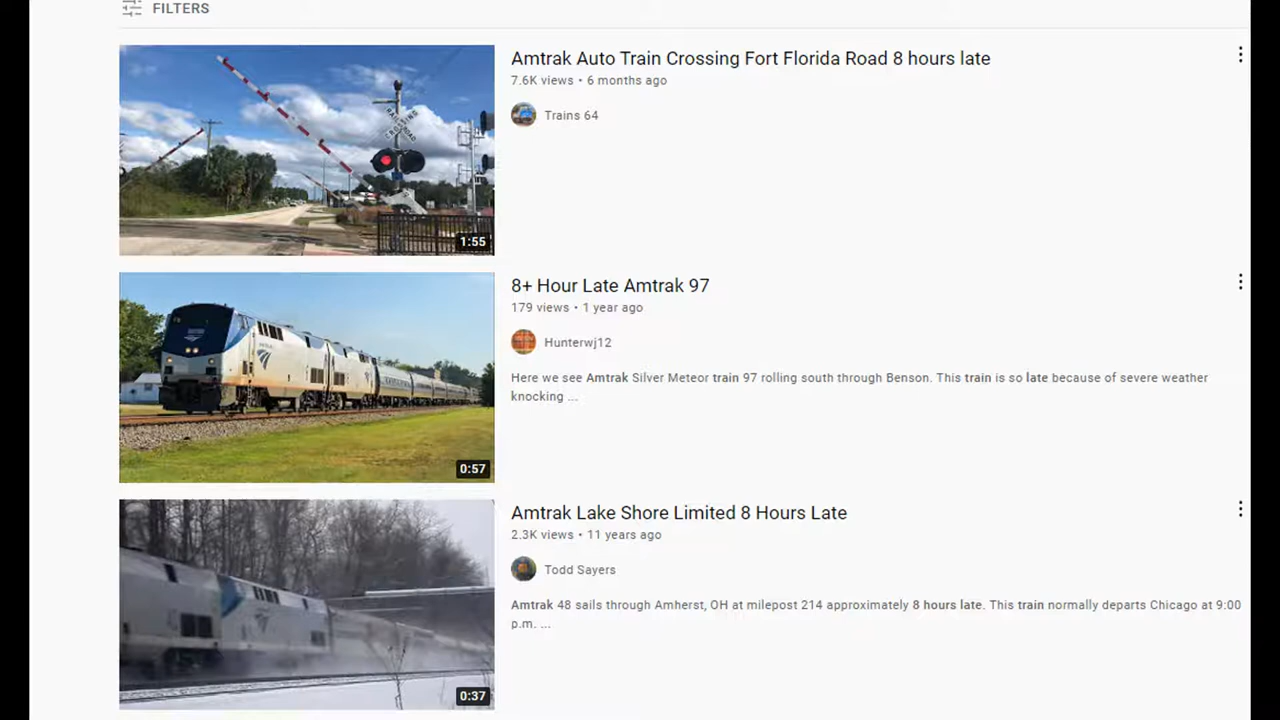 FILTERS
Amtrak Auto Train Crossing Fort Florida Road 8 hours late
7.6K views • 6 months ago
Trains 64
RAILROAD
CROSSING
1:55
8+ Hour Late Amtrak 97
179 views • 1 year ago
Hunterwj12
Here we see Amtrak Silver Meteor train 97 rolling south through Benson. This train is so late because of severe weather
knocking ...
0:57
Amtrak Lake Shore Limited 8 Hours Late
2.3K views • 11 years ago
Todd Sayers
Amtrak 48 sails through Amherst, OH at milepost 214 approximately 8 hours late. This train normally departs Chicago at 9:00
p.m. ...
0:37